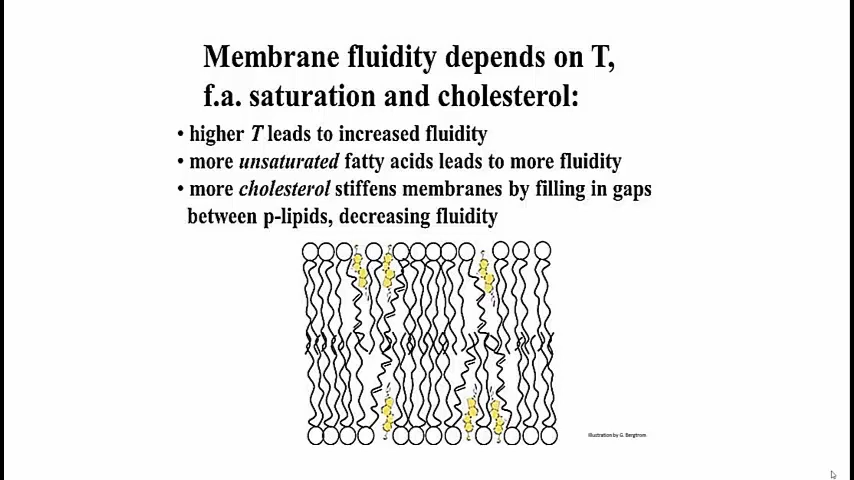 Membrane fluidity depends on T,
f.a. saturation and cholesterol:
• higher T leads to increased fluidity
• more unsaturated fatty acids leads to more fluidity
• more cholesterol stiffens membranes by filling in gaps
between p-lipids, decreasing fluidity
Illustration by G. Bergtrom